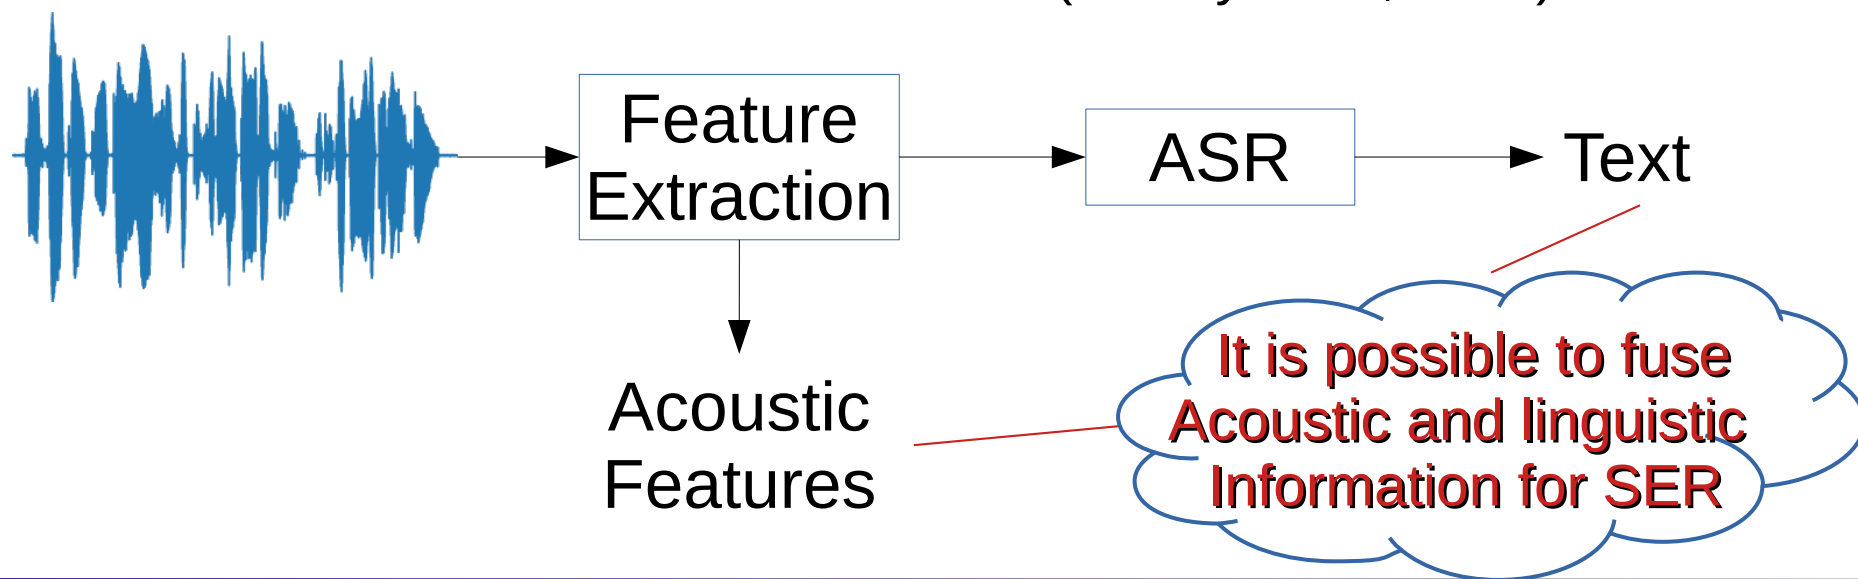 Feature
Extraction
ASR
Text
Acoustic
Features
It is possible to fuse
Acoustic and linguistic
Information for SER